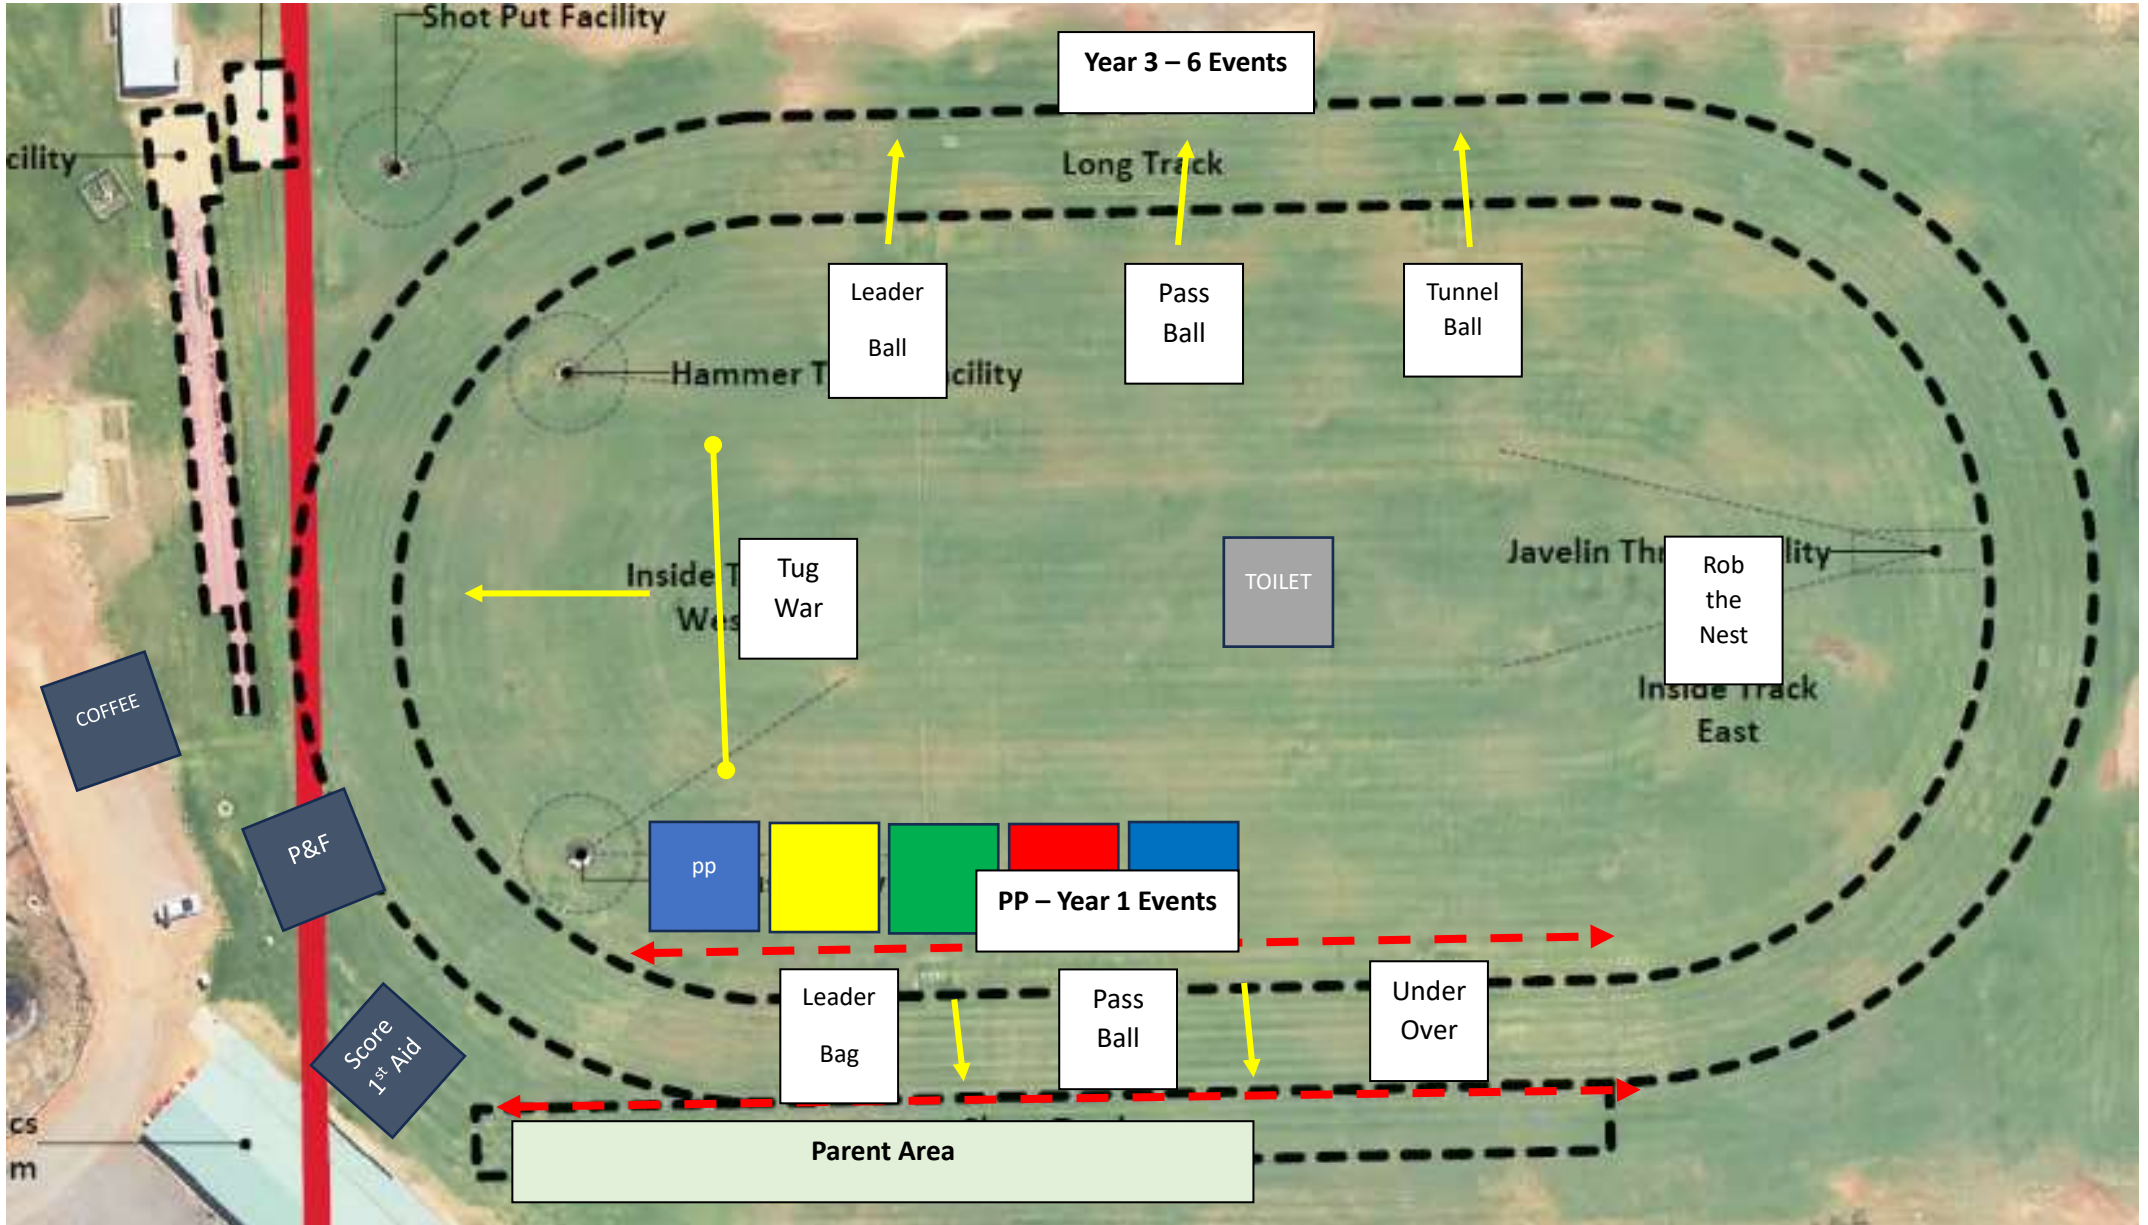 Shot Put Facility
Year 3 – 6 Events
cility
Long Track
Leader
Ball
Pass
Ball
Tunnel
Ball
Hammer T
cility
Tug
War
Inside T
Wes
TOILET
Javelin Thr
lity
Rob
the
Nest
Inside Track
East
COFFEE
P&F
pp
PP – Year 1 Events
Leader
Bag
Pass
Ball
Under
Over
Score
1st Aid
Parent Area
cs
m